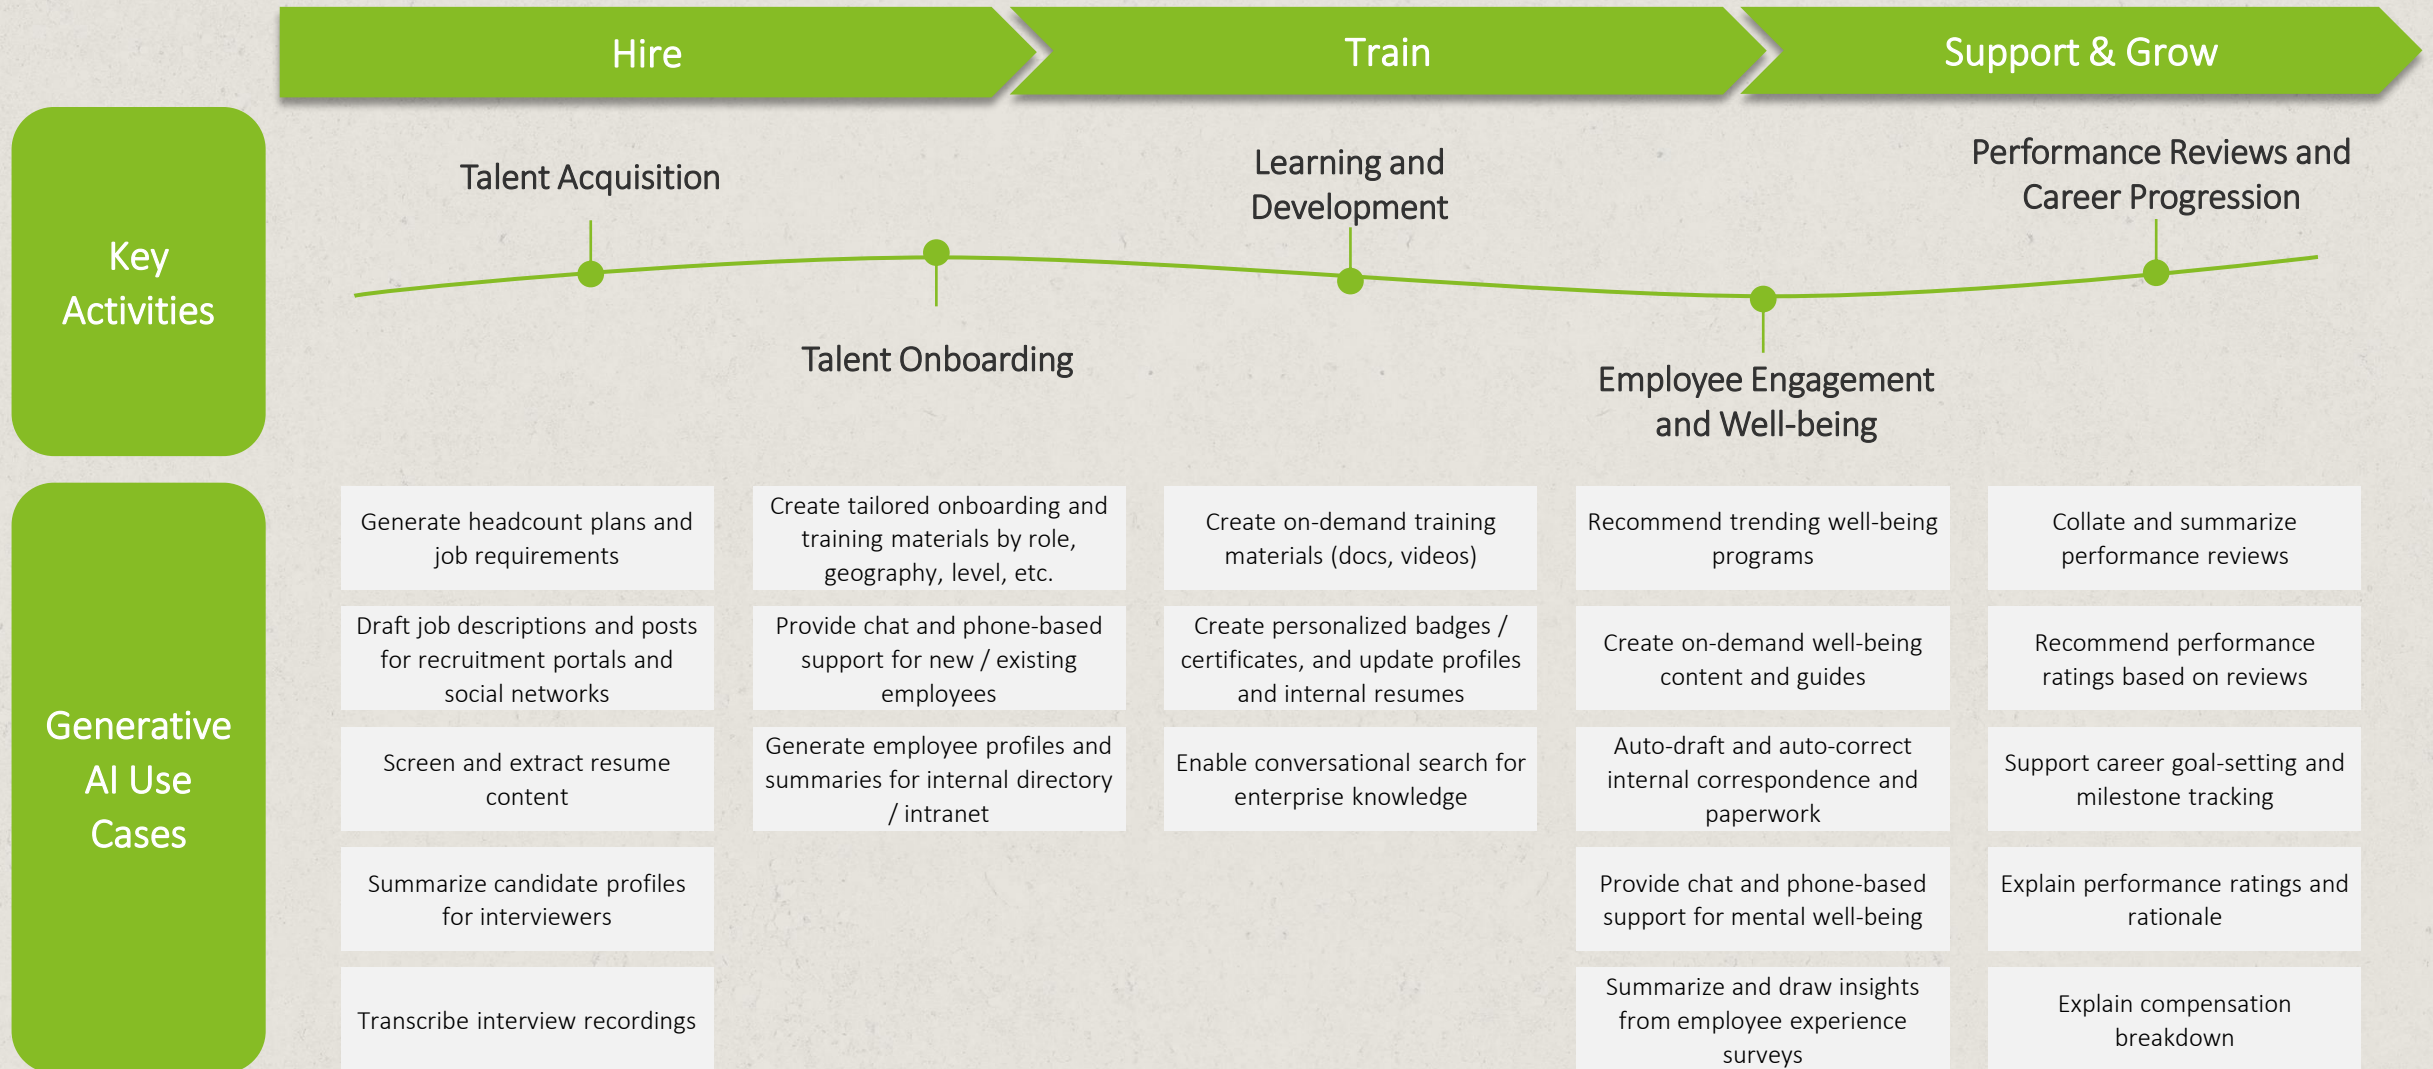 Hire
Train
Support & Grow
Key
Activities
Talent Acquisition
Talent Onboarding
Learning and
Development
Employee Engagement
and Well-being
Performance Reviews and
Career Progression
Generative
AI Use
Cases
Generate headcount plans and
job requirements
Draft job descriptions and posts
for recruitment portals and
social networks
Screen and extract resume
content
Summarize candidate profiles
for interviewers
Transcribe interview recordings
Create tailored onboarding and
training materials by role,
geography, level, etc.
Provide chat and phone-based
support for new / existing
employees
Generate employee profiles and
summaries for internal directory
/ intranet
Create on-demand training
materials (docs, videos)
Create personalized badges /
certificates, and update profiles
and internal resumes
Enable conversational search for
enterprise knowledge
Recommend trending well-being
programs
Create on-demand well-being
content and guides
Auto-draft and auto-correct
internal correspondence and
paperwork
Provide chat and phone-based
support for mental well-being
Summarize and draw insights
from employee experience
surveys
Collate and summarize
performance reviews
Recommend performance
ratings based on reviews
Support career goal-setting and
milestone tracking
Explain performance ratings and
rationale
Explain compensation
breakdown